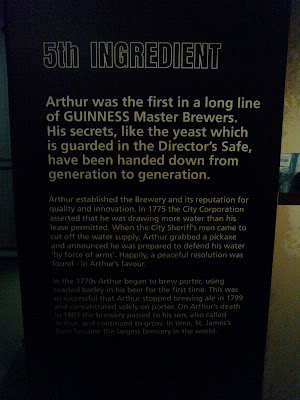 5th INGREDIENT
Arthur was the first in a long line
of GUINNESS Master Brewers.
His secrets, like the yeast which
is guarded in the Director's Safe,
have been handed down from
generation to generation.
Arthur established the Brewery and its reputation for
quality and innovation. In 1775 the City Corporation
asserted that he was drawing more water than his
lease permitted. When the City Sheriff's men came to
cut off the water supply, Arthur grabbed a pickaxe
and announced he was prepared to defend his water
'by force of arms'. Happily, a peaceful resolution was
found - in Arthur's favour.
In the 1770s Arthur began to brew porter, using
roasted barley in his beer for the first time. This was
so successful that Arthur stopped brewing ale in 1799
and concentrated solely on porter. On Arthur's death
in 1803 the brewery passed to his son, also called
Arthur, and continued to grow. In time, St. James's
Gate became the largest brewery in the world.